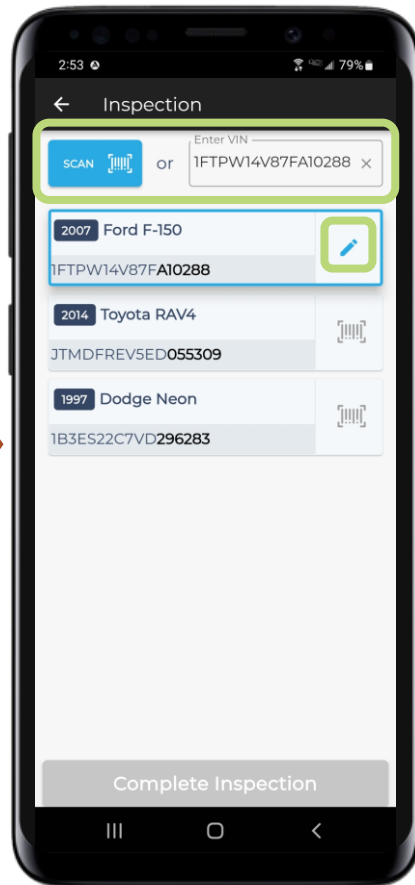 2:53 79%
Inspection
Enter VIN
SCAN or 1FTPW14V87FA10288
2007 Ford F-150
1FTPW14V87FA10288
2014 Toyota RAV4
JTMDFREV5ED055309
1997 Dodge Neon
1B3ES22C7VD296283
Complete Inspection